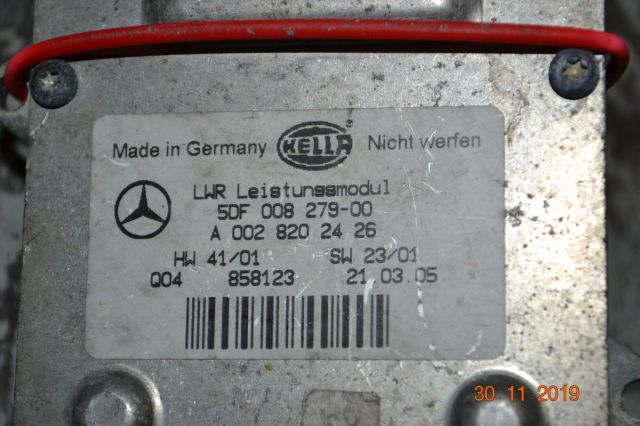 Made in Germany HELLA ® Nicht werfen
LWR Leistungsmodul
5DF 008 279-00
A 002 820 24 26
HW 41/01 SW 23/01
Q04 858123 21.03.05
30 11 2019